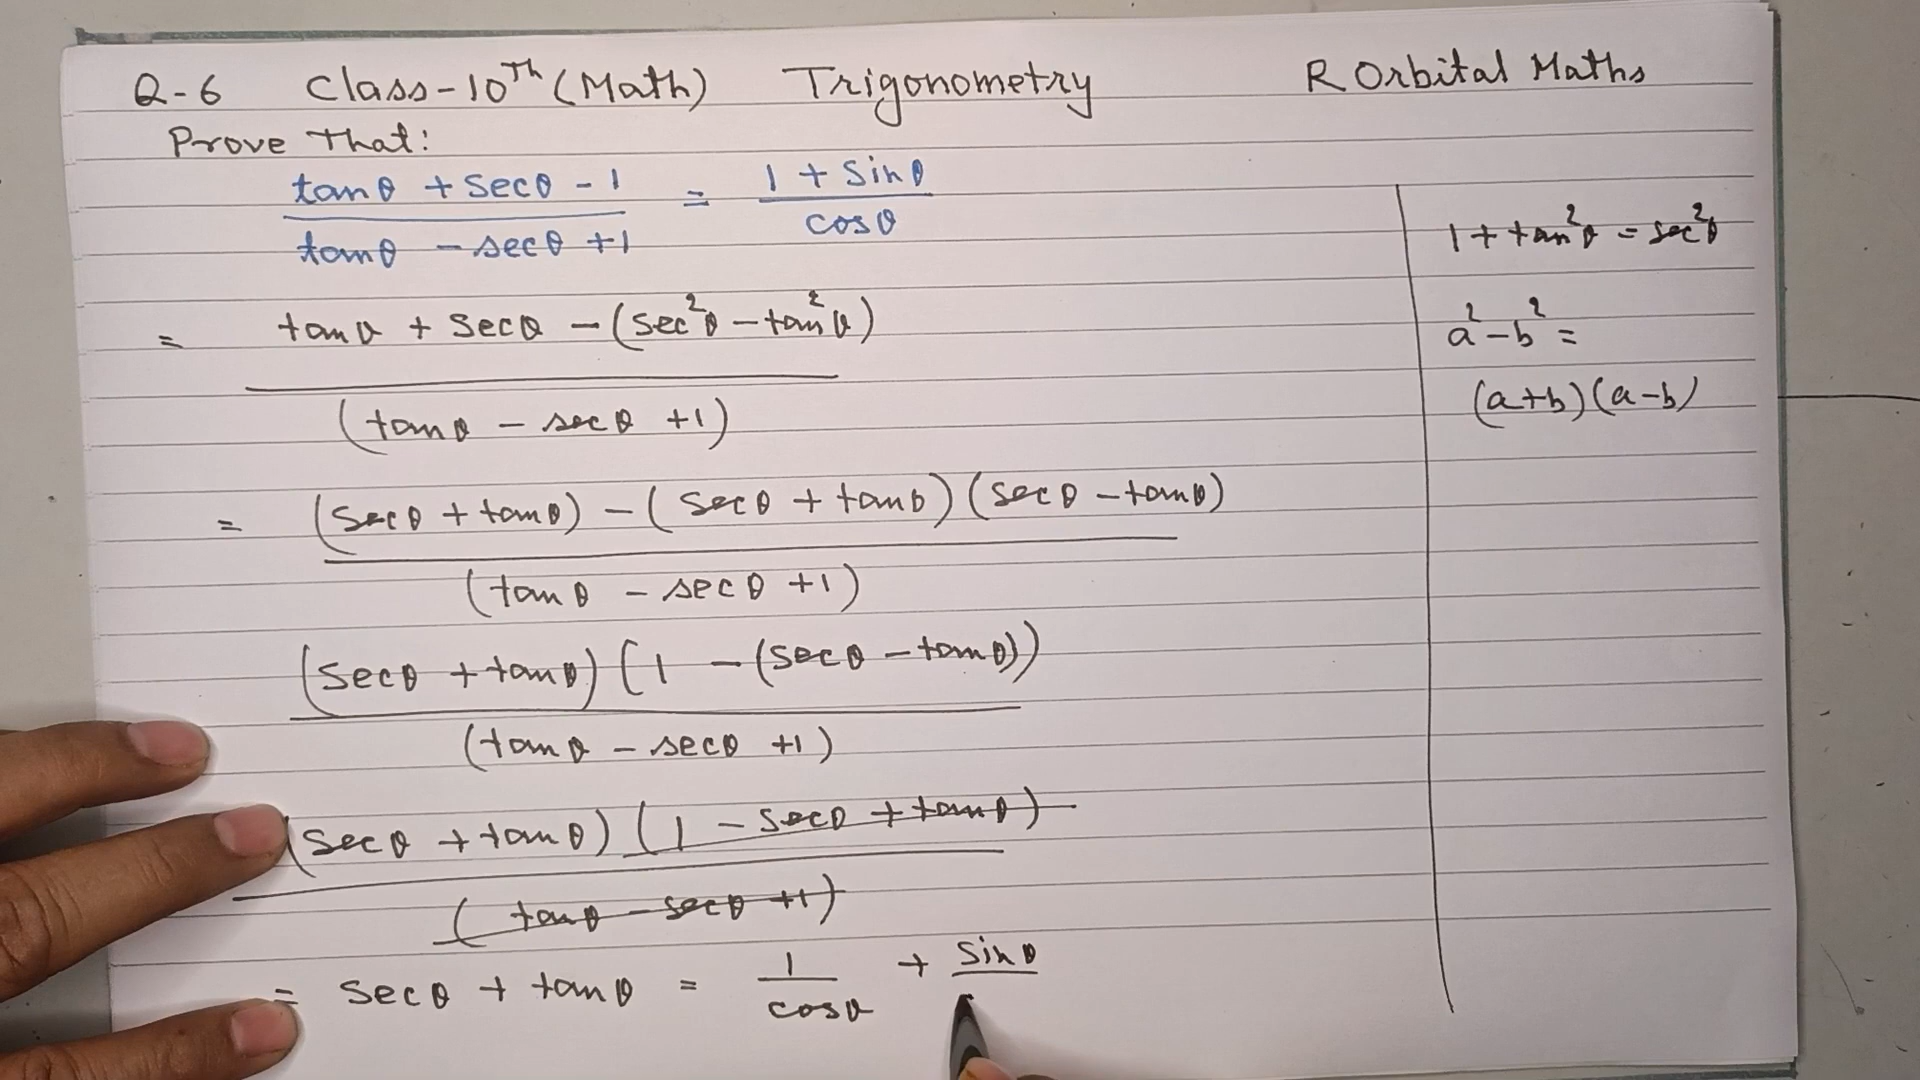 Q-6 Class-10Th (Math) Trigonometry R Orbital Maths
Prove That:
tanθ + secθ - 1 = 1 + sinθ
tanθ - secθ +1 cosθ
1 + tan²θ = sec²θ
= tanθ + secθ - (sec²θ - tan²θ)
(tanθ - secθ +1)
a² - b² =
(a+b)(a-b)
= (secθ + tanθ) - (secθ + tanθ)(secθ - tanθ)
(tanθ - secθ +1)
(secθ + tanθ)(1 - (secθ - tanθ))
(tanθ - secθ +1)
(secθ + tanθ)(1 - secθ + tanθ)
(tanθ - secθ +1)
= secθ + tanθ = 1 + sinθ
cosθ